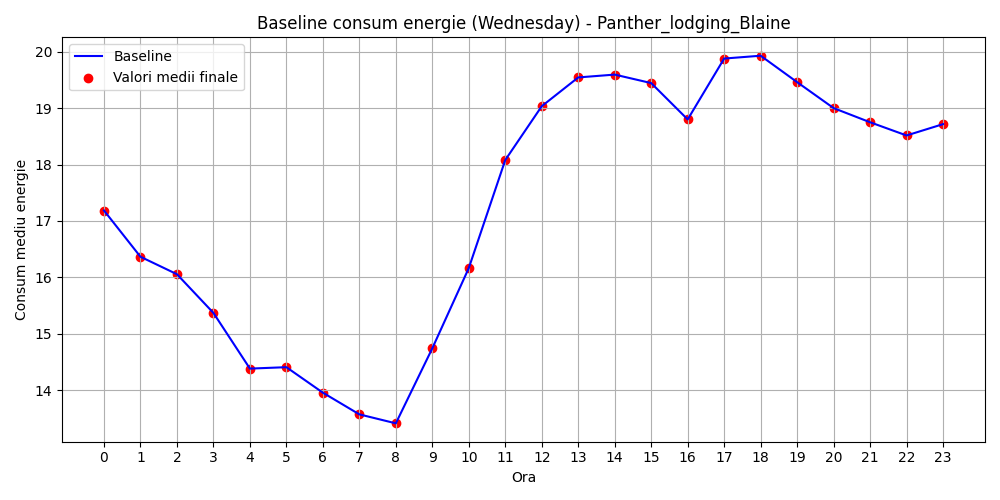 Baseline consum energie (Wednesday) - Panther_lodging_Blaine
Baseline
Valori medii finale
Consum mediu energie
20
19
18
17
16
15
14
0 1 2 3 4 5 6 7 8 9 10 11 12 13 14 15 16 17 18 19 20 21 22 23
Ora